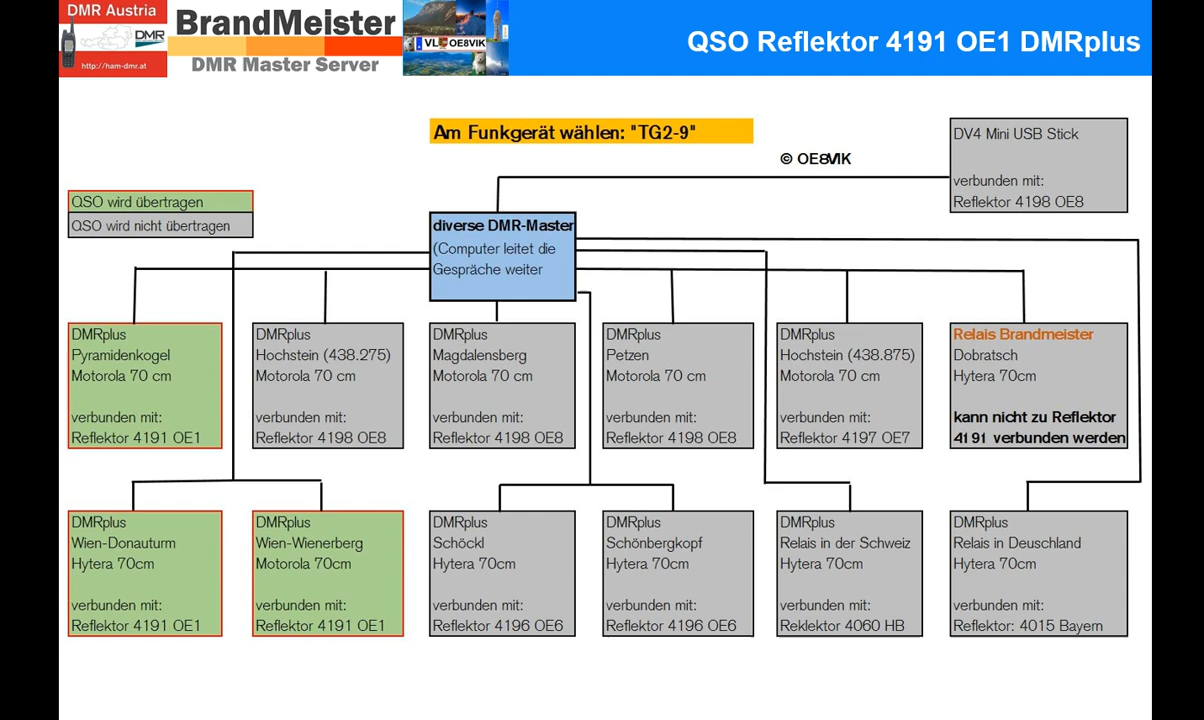 DMR Austria
DMR
http://ham-dmr.at
BrandMeister
DMR Master Server
VL OE8VIK
QSO Reflektor 4191 OE1 DMRplus
Am Funkgerät wählen: "TG2-9"
© OE8VIK
DV4 Mini USB Stick
verbunden mit:
Reflektor 4198 OE8
QSO wird übertragen
QSO wird nicht übertragen
diverse DMR-Master
(Computer leitet die
Gespräche weiter
DMRplus
Pyramidenkogel
Motorola 70 cm
verbunden mit:
Reflektor 4191 OE1
DMRplus
Hochstein (438.275)
Motorola 70 cm
verbunden mit:
Reflektor 4198 OE8
DMRplus
Magdalensberg
Motorola 70 cm
verbunden mit:
Reflektor 4198 OE8
DMRplus
Petzen
Motorola 70 cm
verbunden mit:
Reflektor 4198 OE8
DMRplus
Hochstein (438.875)
Motorola 70 cm
verbunden mit:
Reflektor 4197 OE7
Relais Brandmeister
Dobratsch
Hytera 70cm
kann nicht zu Reflektor
4191 verbunden werden
DMRplus
Wien-Donauturm
Hytera 70cm
verbunden mit:
Reflektor 4191 OE1
DMRplus
Wien-Wienerberg
Motorola 70cm
verbunden mit:
Reflektor 4191 OE1
DMRplus
Schöckl
Hytera 70cm
verbunden mit:
Reflektor 4196 OE6
DMRplus
Schönbergkopf
Hytera 70cm
verbunden mit:
Reflektor 4196 OE6
DMRplus
Relais in der Schweiz
Hytera 70cm
verbunden mit:
Reklektor 4060 HB
DMRplus
Relais in Deuschland
Hytera 70cm
verbunden mit:
Reflektor: 4015 Bayern